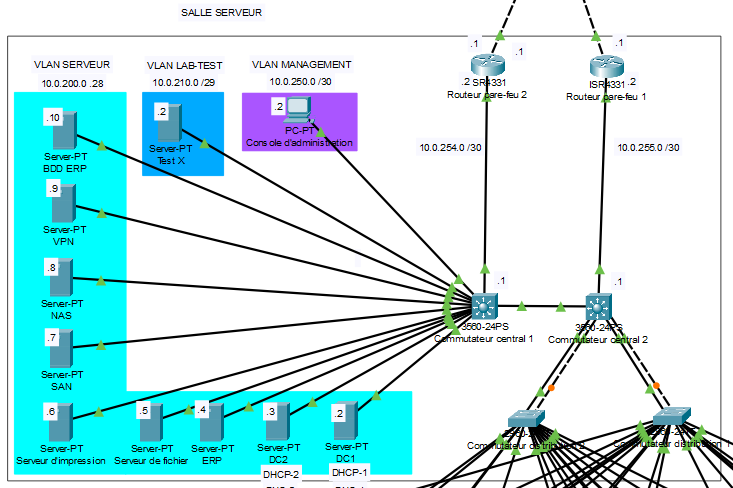 SALLE SERVEUR
VLAN SERVEUR
10.0.200.0 .28
VLAN LAB-TEST
10.0.210.0 /29
VLAN MANAGEMENT
10.0.250.0 /30
.1
.1
.2 SR4331
Routeur pare-feu 2
.1
ISR4331 .2
Routeur pare-feu 1
.10
Server-PT
BDD ERP
.2
Server-PT
Test X
.2
PC-PT
Console d'administration
10.0.254.0 /30
10.0.255.0 /30
.9
Server-PT
VPN
.8
Server-PT
NAS
.7
Server-PT
SAN
.1
3560-24PS
Commutateur central 1
.1
3560-24PS
Commutateur central 2
.6
Server-PT
Serveur d'impression
.5
Server-PT
Serveur de fichier
.4
Server-PT
ERP
.3
Server-PT
DC2
DHCP-2
.2
Server-PT
DC1
DHCP-1
Commutateur distribution 1